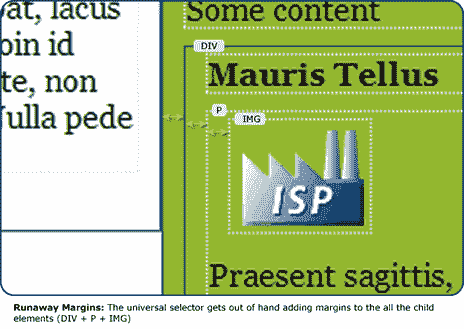 at, lacus
oin id
te, non
ulla pede
Some content
DIV
Mauris Tellus
P
IMG
ISP
Praesent sagittis,
Runaway Margins: The universal selector gets out of hand adding margins to the all the child
elements (DIV + P + IMG)